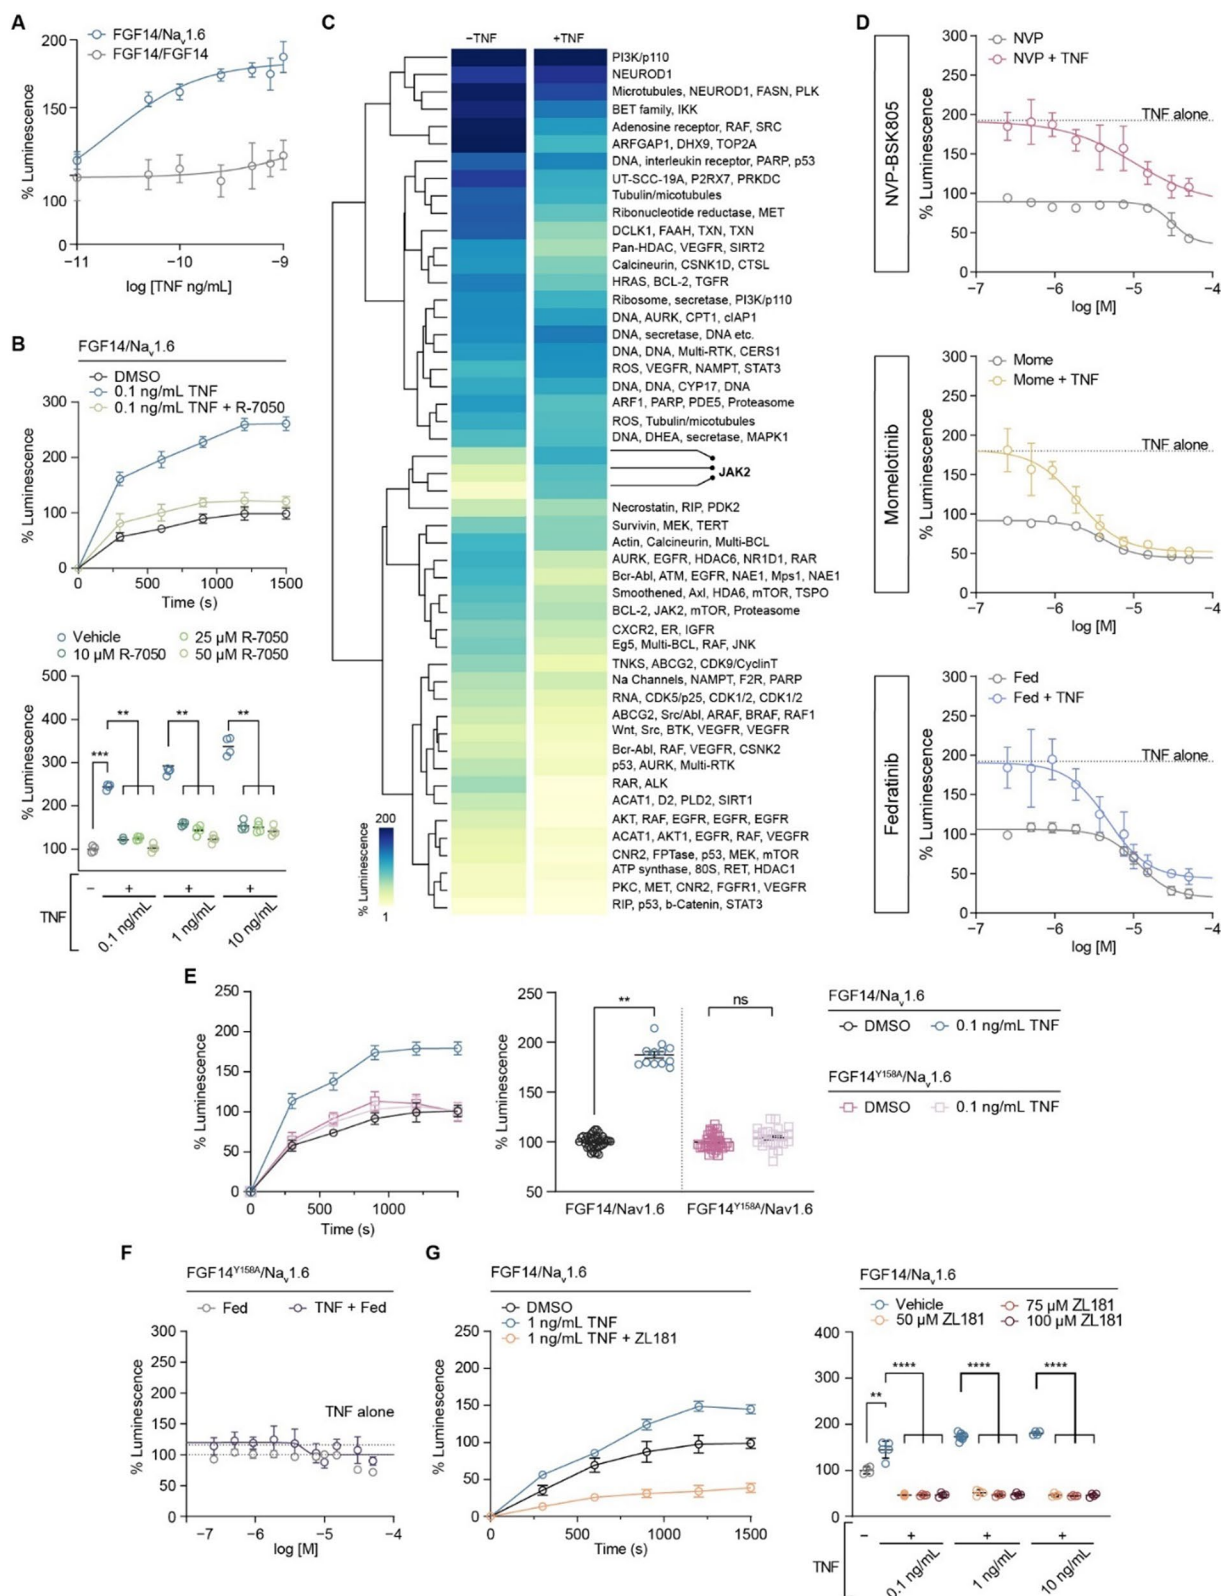 A
FGF14/Nav1.6
FGF14/FGF14
% Luminescence
200
150
100
0
−11
−10
−9
log [TNF ng/mL]
B
FGF14/Nav1.6
DMSO
0.1 ng/mL TNF
0.1 ng/mL TNF + R-7050
% Luminescence
300
200
100
0
0
500
1000
1500
Time (s)
Vehicle
10 µM R-7050
25 µM R-7050
50 µM R-7050
% Luminescence
500
400
300
200
100
***
**
**
**
TNF
−
+
+
+
0.1 ng/mL
1 ng/mL
10 ng/mL
C
−TNF
+TNF
PI3K/p110
NEUROD1
Microtubules, NEUROD1, FASN, PLK
BET family, IKK
Adenosine receptor, RAF, SRC
ARFGAP1, DHX9, TOP2A
DNA, interleukin receptor, PARP, p53
UT-SCC-19A, P2RX7, PRKDC
Tubulin/micotubules
Ribonucleotide reductase, MET
DCLK1, FAAH, TXN, TXN
Pan-HDAC, VEGFR, SIRT2
Calcineurin, CSNK1D, CTSL
HRAS, BCL-2, TGFR
Ribosome, secretase, PI3K/p110
DNA, AURK, CPT1, cIAP1
DNA, secretase, DNA etc.
DNA, DNA, Multi-RTK, CERS1
ROS, VEGFR, NAMPT, STAT3
DNA, DNA, CYP17, DNA
ARF1, PARP, PDE5, Proteasome
ROS, Tubulin/micotubules
DNA, DHEA, secretase, MAPK1
JAK2
Necrostatin, RIP, PDK2
Survivin, MEK, TERT
Actin, Calcineurin, Multi-BCL
AURK, EGFR, HDAC6, NR1D1, RAR
Bcr-Abl, ATM, EGFR, NAE1, Mps1, NAE1
Smoothened, Axl, HDA6, mTOR, TSPO
BCL-2, JAK2, mTOR, Proteasome
CXCR2, ER, IGFR
Eg5, Multi-BCL, RAF, JNK
TNKS, ABCG2, CDK9/CyclinT
Na Channels, NAMPT, F2R, PARP
RNA, CDK5/p25, CDK1/2, CDK1/2
ABCG2, Src/Abl, ARAF, BRAF, RAF1
Wnt, Src, BTK, VEGFR, VEGFR
Bcr-Abl, RAF, VEGFR, CSNK2
p53, AURK, Multi-RTK
RAR, ALK
ACAT1, D2, PLD2, SIRT1
AKT, RAF, EGFR, EGFR, EGFR
ACAT1, AKT1, EGFR, RAF, VEGFR
CNR2, FPTase, p53, MEK, mTOR
ATP synthase, 80S, RET, HDAC1
PKC, MET, CNR2, FGFR1, VEGFR
RIP, p53, b-Catenin, STAT3
200
% Luminescence
1
D
NVP-BSK805
NVP
NVP + TNF
TNF alone
% Luminescence
300
250
200
150
100
50
0
−7
−6
−5
−4
log [M]
Momelotinib
Mome
Mome + TNF
TNF alone
% Luminescence
300
250
200
150
100
50
0
−7
−6
−5
−4
log [M]
Fedratinib
Fed
Fed + TNF
TNF alone
% Luminescence
300
250
200
150
100
50
0
−7
−6
−5
−4
log [M]
E
% Luminescence
250
200
150
100
50
0
0
500
1000
Time (s)
% Luminescence
250
200
150
100
50
**
ns
FGF14/Nav1.6
FGF14Y158A/Nav1.6
FGF14/Nav1.6
DMSO
0.1 ng/mL TNF
FGF14Y158A/Nav1.6
DMSO
0.1 ng/mL TNF
F
FGF14Y158A/Nav1.6
Fed
TNF + Fed
TNF alone
% Luminescence
300
250
200
150
100
50
0
−7
−6
−5
−4
log [M]
G
FGF14/Nav1.6
DMSO
1 ng/mL TNF
1 ng/mL TNF + ZL181
% Luminescence
250
200
150
100
50
0
0
500
1000
1500
Time (s)
FGF14/Nav1.6
Vehicle
50 µM ZL181
75 µM ZL181
100 µM ZL181
% Luminescence
400
300
200
100
0
**
****
****
****
TNF
−
+
+
+
0.1 ng/mL
1 ng/mL
10 ng/mL